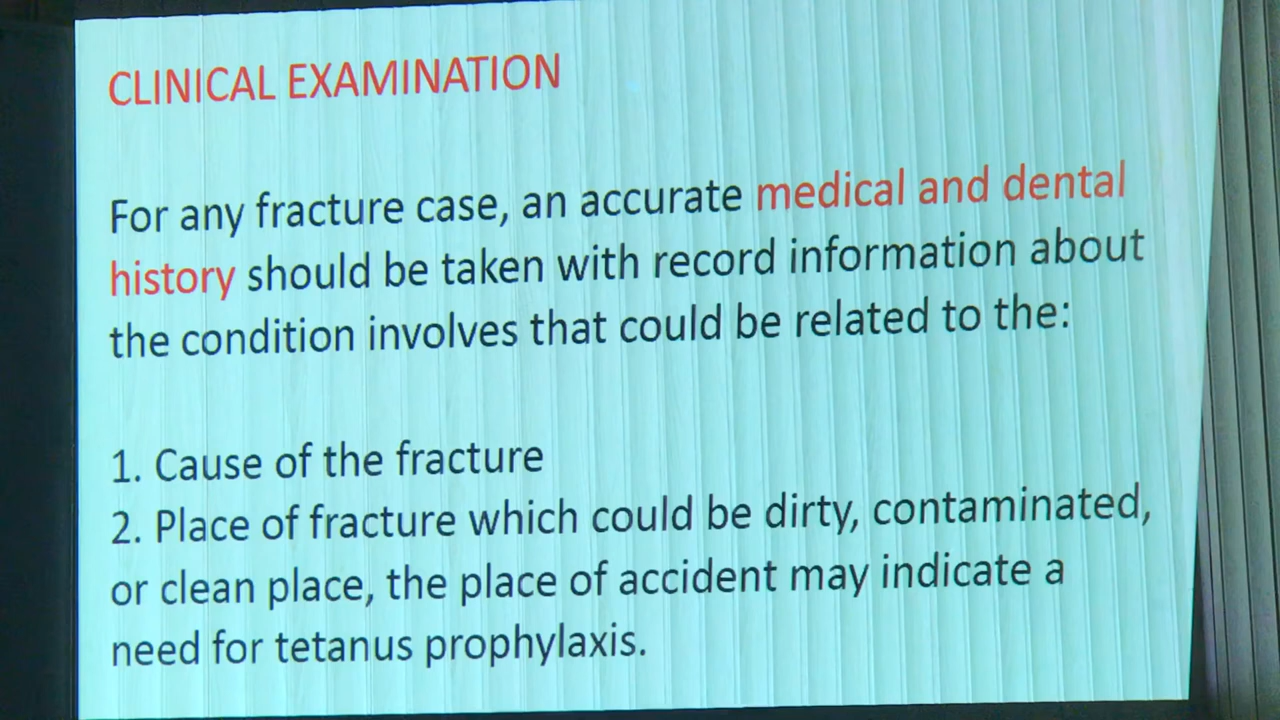 CLINICAL EXAMINATION
For any fracture case, an accurate medical and dental
history should be taken with record information about
the condition involves that could be related to the:
1. Cause of the fracture
2. Place of fracture which could be dirty, contaminated,
or clean place, the place of accident may indicate a
need for tetanus prophylaxis.